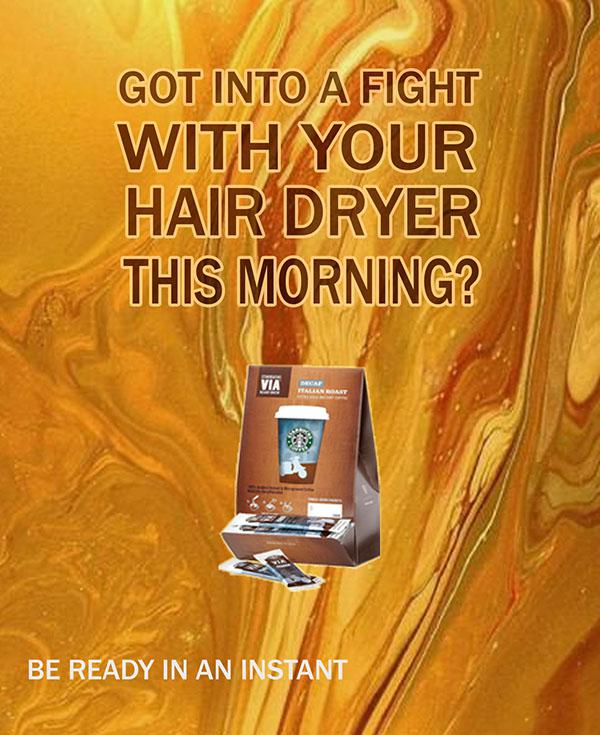 GOT INTO A FIGHT
WITH YOUR
HAIR DRYER
THIS MORNING?
VIA
DECAF
ITALIAN ROAST
BE READY IN AN INSTANT